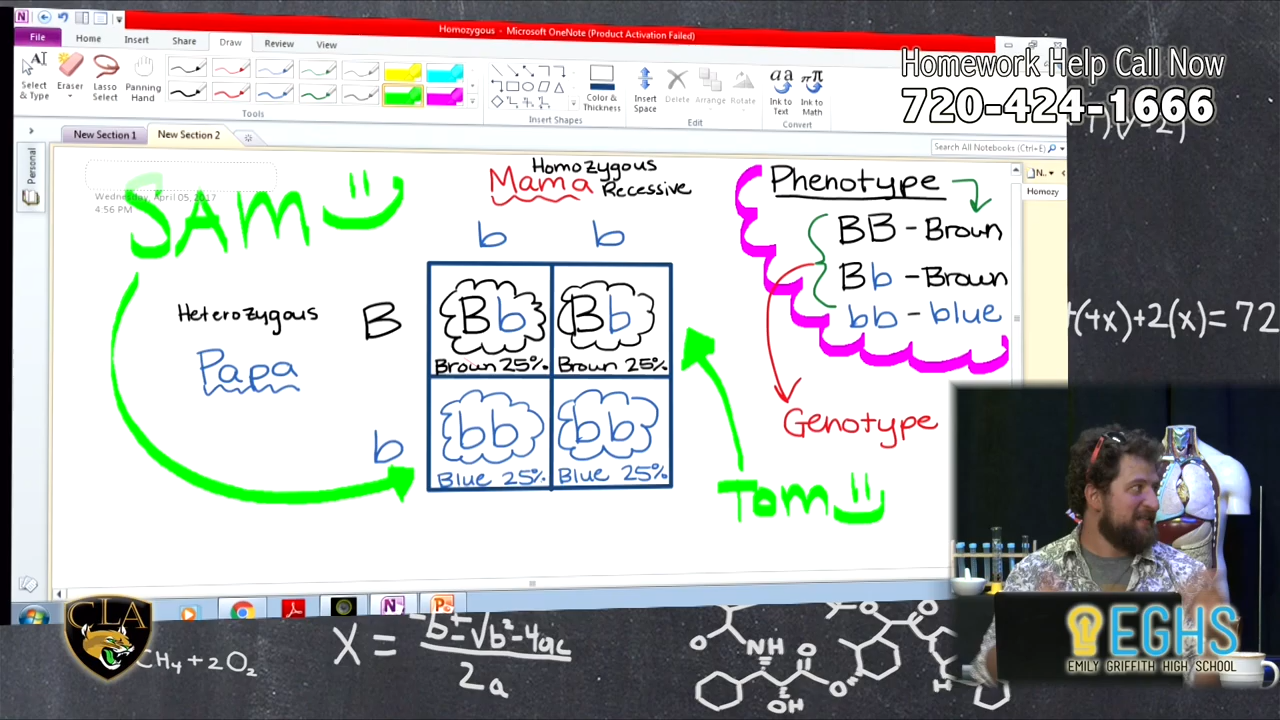 Homozygous - Microsoft OneNote (Product Activation Failed)
File Home Insert Share Draw Review View
Homework Help Call Now
720-424-1666
Select & Type
Eraser
Lasso Select
Panning Hand
Color & Thickness
Insert Space
Delete
Arrange
Rotate
Ink to Text
Ink to Math
Tools
Insert Shapes
Edit
Convert
New Section 1
New Section 2
Search All Notebooks (Ctrl+E)
Personal
N..
Homozy
SAM
Wednesday, April 05, 2017
4:56 PM
Homozygous
Mama Recessive
b b
Heterozygous
Papa
B
b
Bb Bb
Brown 25% Brown 25%
bb bb
Blue 25% Blue 25%
Phenotype
BB - Brown
Bb - Brown
bb - blue
Genotype
Tom
(4x)+2(x)=72
CLA
CH4 + 2O2
X = -b±√b²-4ac
2a
NH
O
O
OH
O
H
EGHS
EMILY GRIFFITH HIGH SCHOOL